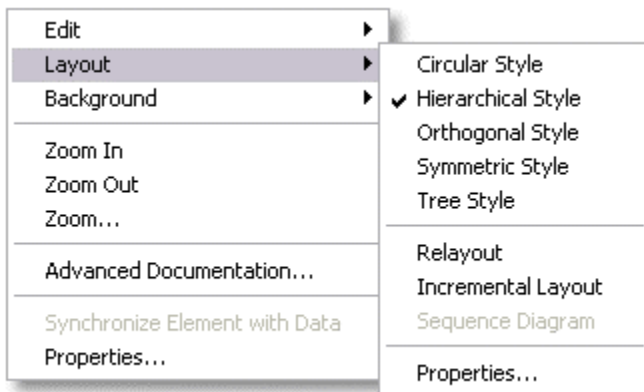 Edit
Layout
Background
Zoom In
Zoom Out
Zoom...
Advanced Documentation...
Synchronize Element with Data
Properties...
Circular Style
Hierarchical Style
Orthogonal Style
Symmetric Style
Tree Style
Relayout
Incremental Layout
Sequence Diagram
Properties...